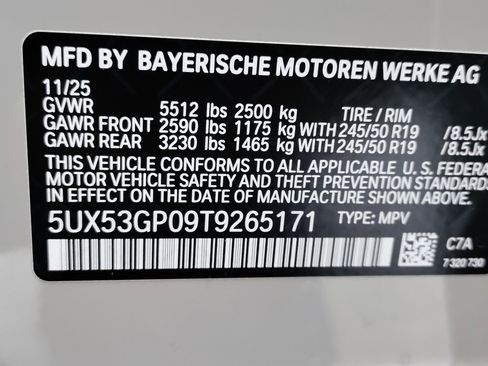 MFD BY BAYERISCHE MOTOREN WERKE AG
11/25
GVWR 5512 lbs 2500 kg TIRE / RIM
GAWR FRONT 2590 lbs 1175 kg WITH 245/50 R19 /8.5Jx
GAWR REAR 3230 lbs 1465 kg WITH 245/50 R19 /8.5Jx
THIS VEHICLE CONFORMS TO ALL APPLICABLE U. S. FEDERA
MOTOR VEHICLE SAFETY AND THEFT PREVENTION STANDARDS
IN EFFECT ON THE DATE OF MANUFACTURE SHOWN ABOVE.
5UX53GP09T9265171 TYPE: MPV
C7A
7 320 730